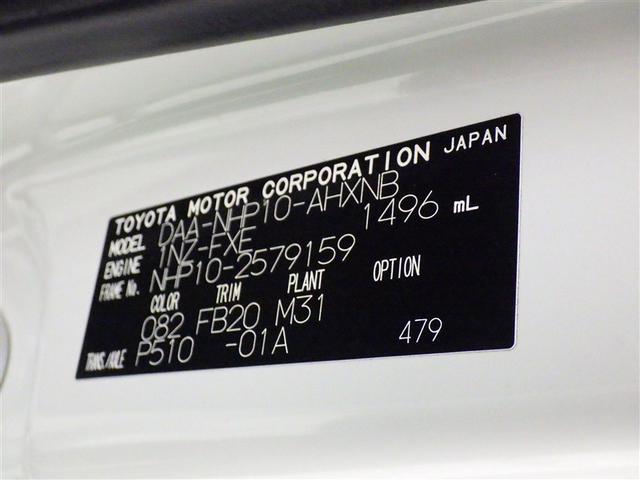 TOYOTA MOTOR CORPORATION JAPAN
MODEL DAA-NHP10-AHXNB
ENGINE 1NZ-FXE 1496 mL
FRAME No. NHP10-2579159
COLOR TRIM PLANT OPTION
082 FB20 M31
TRANS./AXLE P510 -01A 479